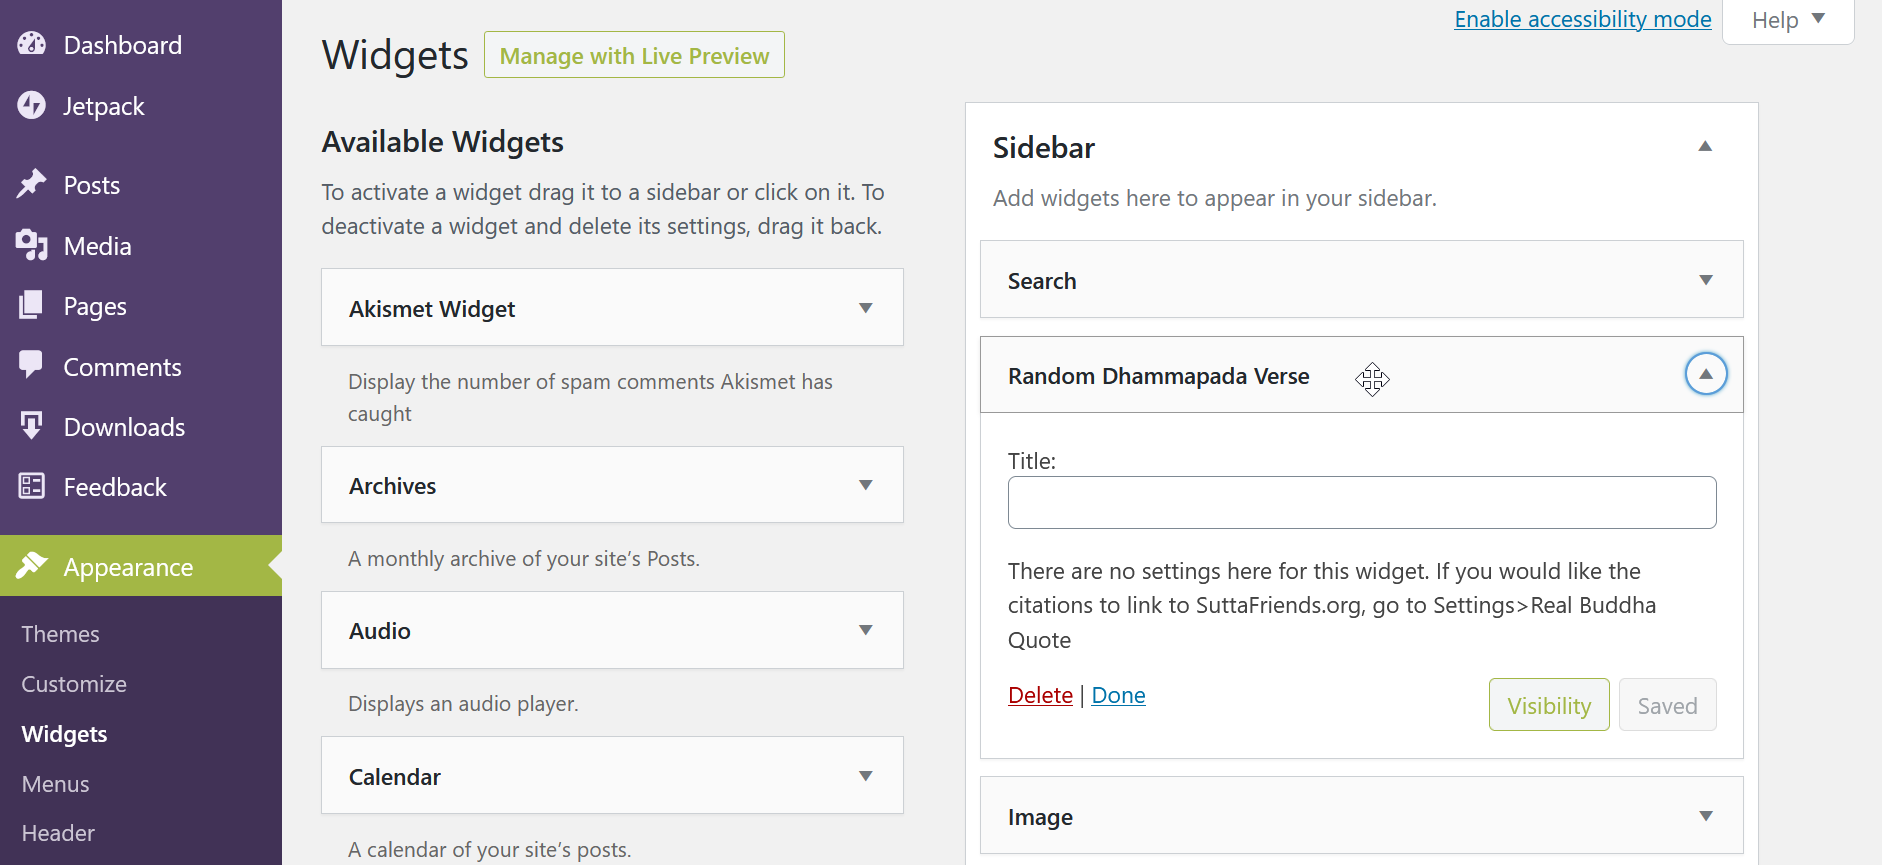 Dashboard
Jetpack
Posts
Media
Pages
Comments
Downloads
Feedback
Appearance
Themes
Customize
Widgets
Menus
Header
Widgets
Manage with Live Preview
Enable accessibility mode
Help
Available Widgets
To activate a widget drag it to a sidebar or click on it. To
deactivate a widget and delete its settings, drag it back.
Akismet Widget
Display the number of spam comments Akismet has
caught
Archives
A monthly archive of your site’s Posts.
Audio
Displays an audio player.
Calendar
A calendar of your site’s posts.
Sidebar
Add widgets here to appear in your sidebar.
Search
Random Dhammapada Verse
Title:
There are no settings here for this widget. If you would like the
citations to link to SuttaFriends.org, go to Settings>Real Buddha
Quote
Delete | Done
Visibility
Saved
Image